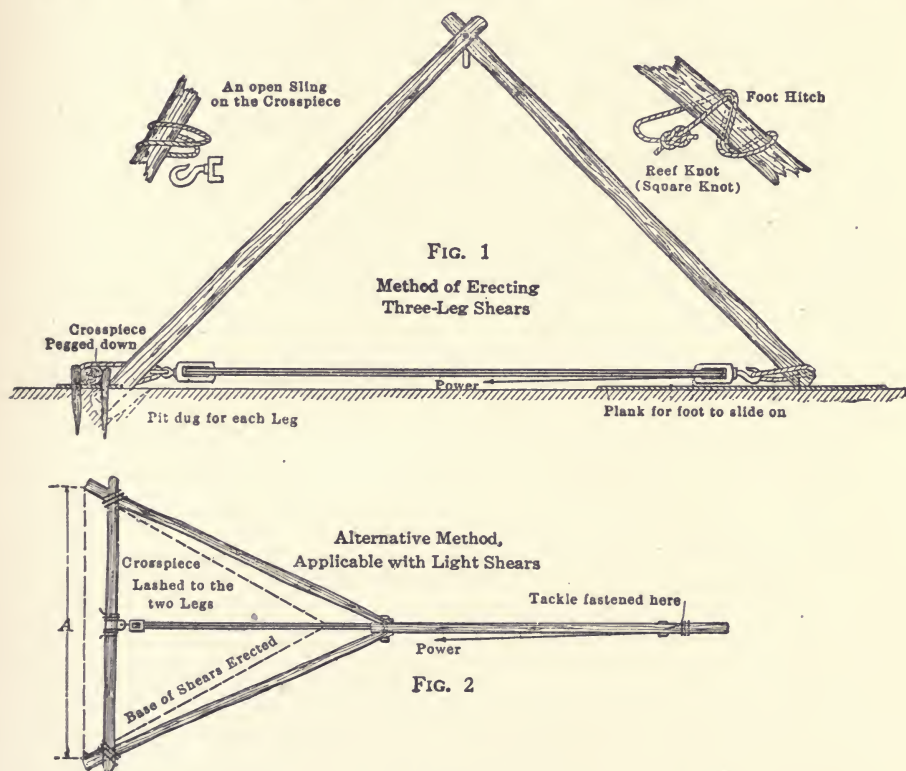 An open Sling
on the Crosspiece
Foot Hitch
Reef Knot
(Square Knot)
FIG. 1
Method of Erecting
Three-Leg Shears
Crosspiece
Pegged down
Power
Pit dug for each Leg
Plank for foot to slide on
Alternative Method,
Applicable with Light Shears
Crosspiece
Lashed to the
two Legs
Tackle fastened here
A
Power
Base of Shears Erected
FIG. 2